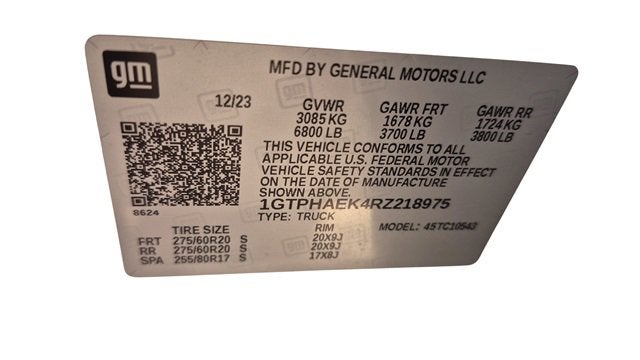 gm
MFD BY GENERAL MOTORS LLC
12/23
GVWR GAWR FRT GAWR RR
3085 KG 1678 KG 1724 KG
6800 LB 3700 LB 3800 LB
THIS VEHICLE CONFORMS TO ALL
APPLICABLE U.S. FEDERAL MOTOR
VEHICLE SAFETY STANDARDS IN EFFECT
ON THE DATE OF MANUFACTURE
SHOWN ABOVE.
8624
1GTPHAEK4RZ218975
TYPE: TRUCK MODEL: 4STC10543
TIRE SIZE RIM
FRT 275/60R20 S 20X9J
RR 275/60R20 S 20X9J
SPA 255/80R17 S 17X8J